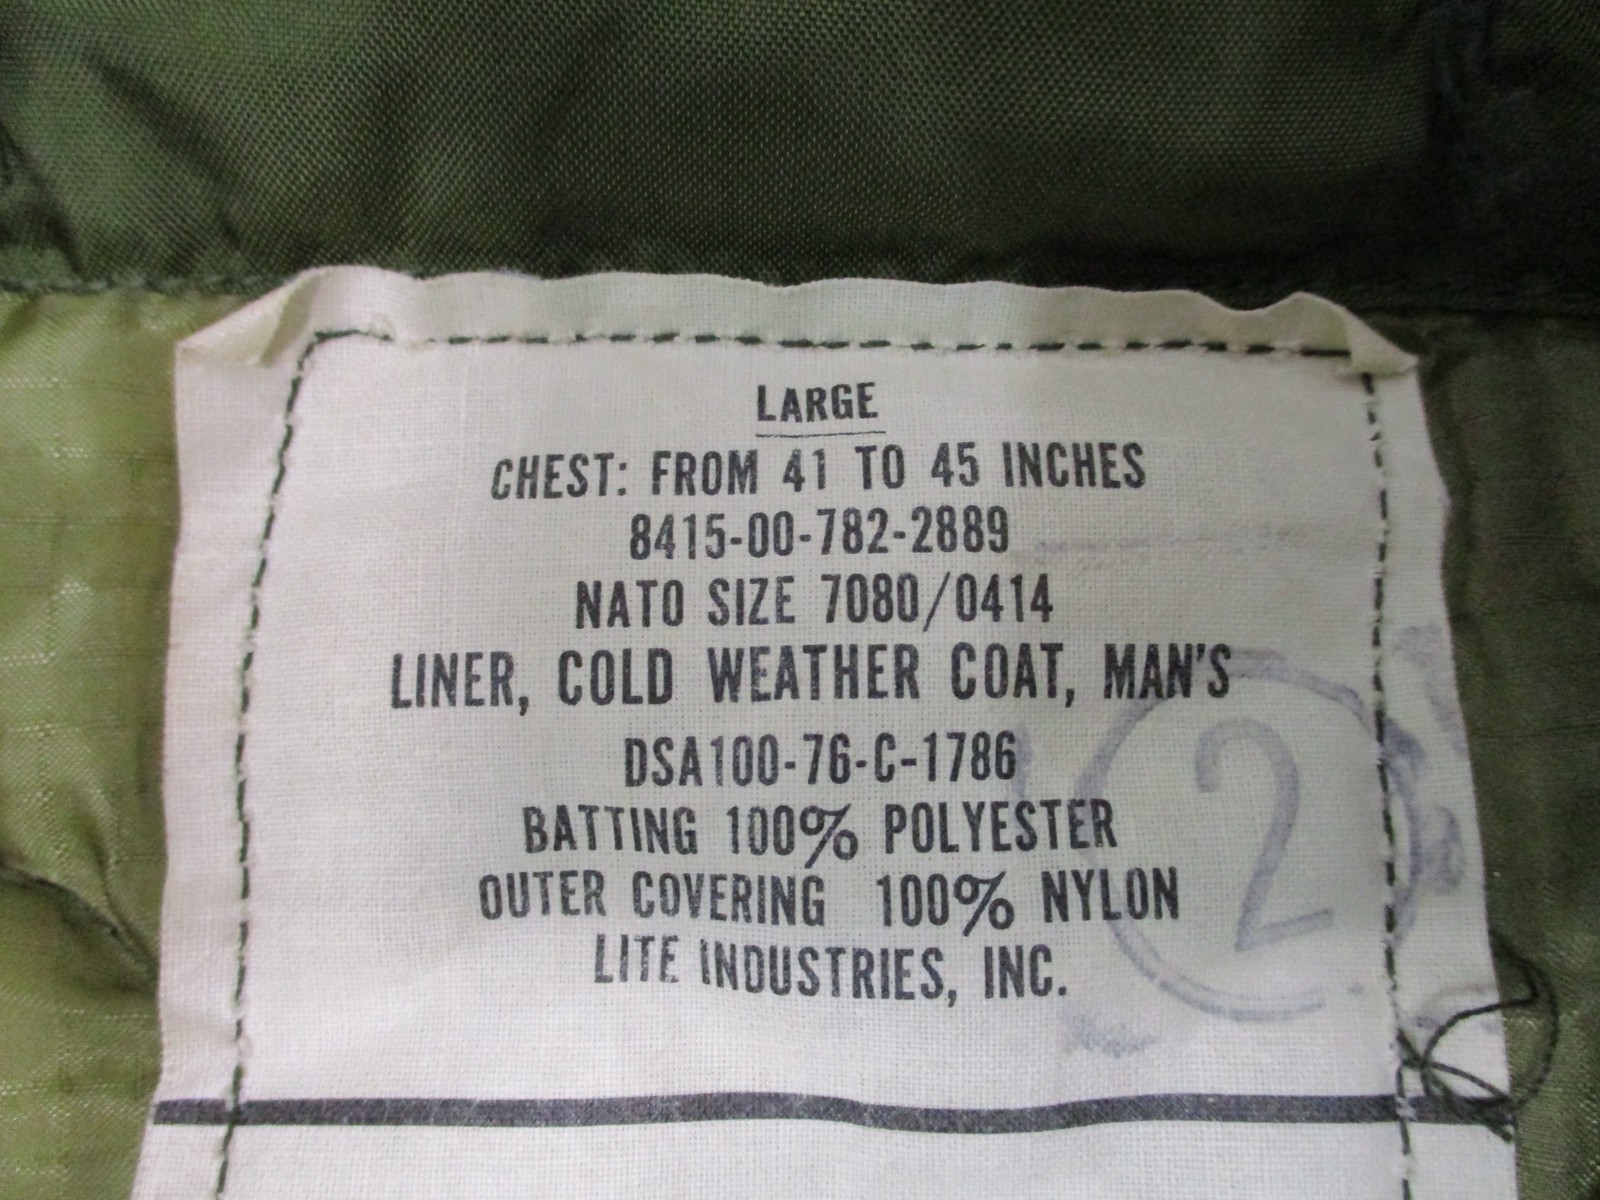 LARGE
CHEST: FROM 41 TO 45 INCHES
8415-00-782-2889
NATO SIZE 7080/0414
LINER, COLD WEATHER COAT, MAN'S
DSA100-76-C-1786
BATTING 100% POLYESTER
OUTER COVERING 100% NYLON
LITE INDUSTRIES, INC.
2